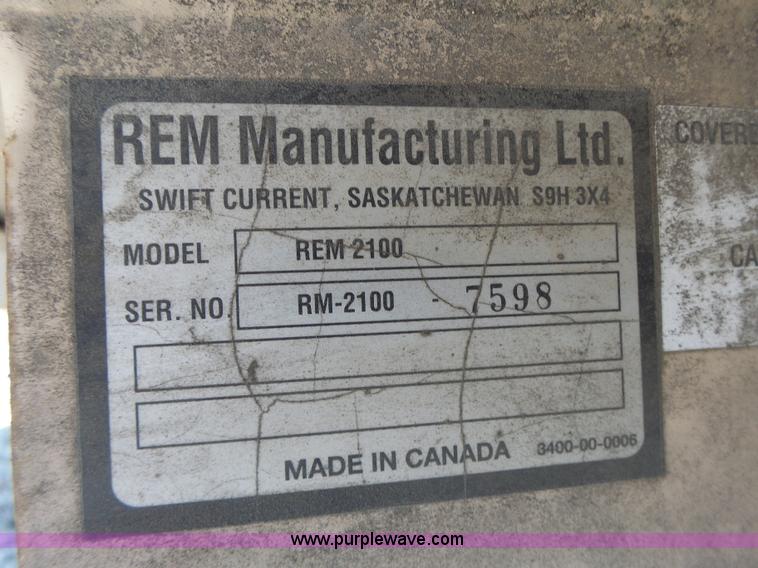 REM Manufacturing Ltd.
SWIFT CURRENT, SASKATCHEWAN S9H 3X4
MODEL REM 2100
SER. NO. RM-2100 - 7598
MADE IN CANADA 3400-00-0006
COVERE
CA
www.purplewave.com